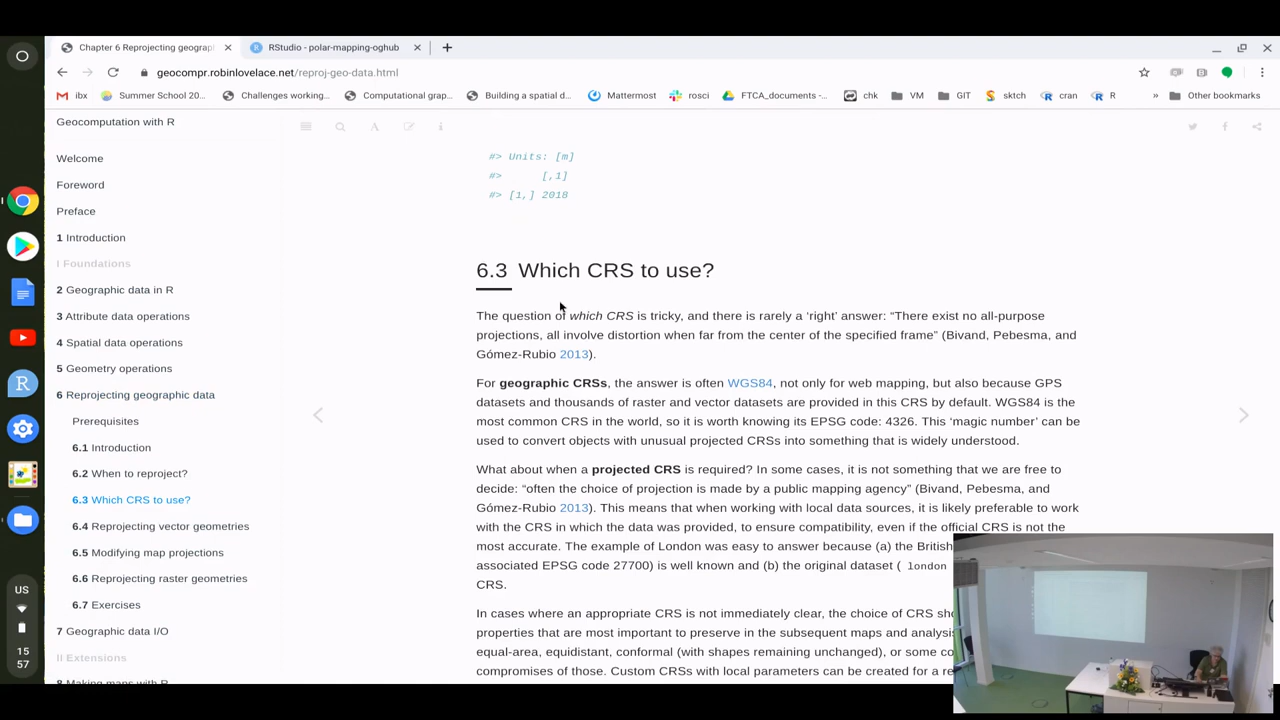 Chapter 6 Reprojecting geograp
RStudio - polar-mapping-oghub
geocompr.robinlovelace.net/reproj-geo-data.html
ibx
Summer School 20...
Challenges working...
Computational grap...
Building a spatial d...
Mattermost
rosci
FTCA_documents -...
chk
VM
GIT
sktch
cran
R
»
Other bookmarks
Geocomputation with R
Welcome
Foreword
Preface
1 Introduction
I Foundations
2 Geographic data in R
3 Attribute data operations
4 Spatial data operations
5 Geometry operations
6 Reprojecting geographic data
Prerequisites
6.1 Introduction
6.2 When to reproject?
6.3 Which CRS to use?
6.4 Reprojecting vector geometries
6.5 Modifying map projections
6.6 Reprojecting raster geometries
6.7 Exercises
7 Geographic data I/O
II Extensions
8 Making maps with R
#> Units: [m]
#> [,1]
#> [1,] 2018
6.3 Which CRS to use?
The question of which CRS is tricky, and there is rarely a ‘right’ answer: “There exist no all-purpose
projections, all involve distortion when far from the center of the specified frame” (Bivand, Pebesma, and
Gómez-Rubio 2013).
For geographic CRSs, the answer is often WGS84, not only for web mapping, but also because GPS
datasets and thousands of raster and vector datasets are provided in this CRS by default. WGS84 is the
most common CRS in the world, so it is worth knowing its EPSG code: 4326. This ‘magic number’ can be
used to convert objects with unusual projected CRSs into something that is widely understood.
What about when a projected CRS is required? In some cases, it is not something that we are free to
decide: “often the choice of projection is made by a public mapping agency” (Bivand, Pebesma, and
Gómez-Rubio 2013). This means that when working with local data sources, it is likely preferable to work
with the CRS in which the data was provided, to ensure compatibility, even if the official CRS is not the
most accurate. The example of London was easy to answer because (a) the British
associated EPSG code 27700) is well known and (b) the original dataset ( london
CRS.
In cases where an appropriate CRS is not immediately clear, the choice of CRS sho
properties that are most important to preserve in the subsequent maps and analysi
equal-area, equidistant, conformal (with shapes remaining unchanged), or some co
compromises of those. Custom CRSs with local parameters can be created for a re
US
15
57